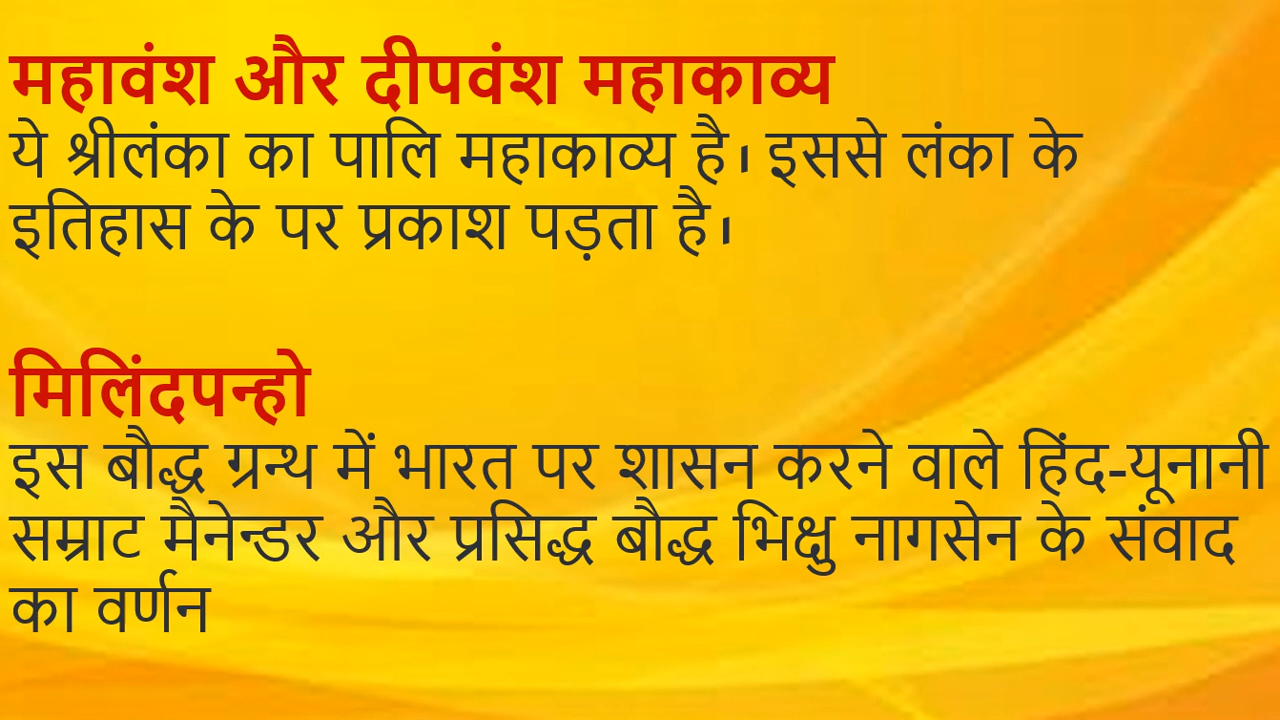 महावंश और दीपवंश महाकाव्य
ये श्रीलंका का पालि महाकाव्य है। इससे लंका के
इतिहास के पर प्रकाश पड़ता है।
मिलिंदपन्हो
इस बौद्ध ग्रन्थ में भारत पर शासन करने वाले हिंद-यूनानी
सम्राट मैनेन्डर और प्रसिद्ध बौद्ध भिक्षु नागसेन के संवाद
का वर्णन